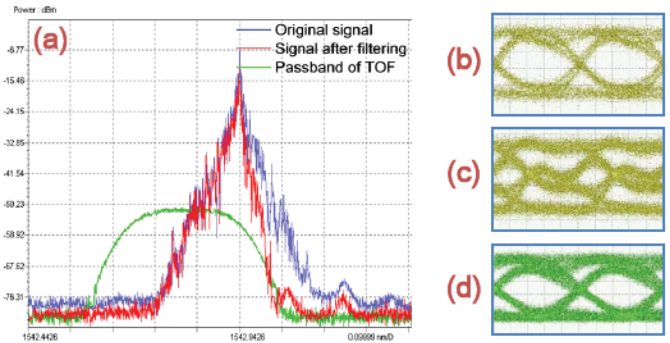 Power : dBm
(a)
Original signal
Signal after filtering
Passband of TOF
-6.77
-15.46
-24.15
-32.85
-41.54
-59.23
-58.92
-67.62
-76.31
1542.4426
1542.9426
0.09999 nm/D
(b)
(c)
(d)